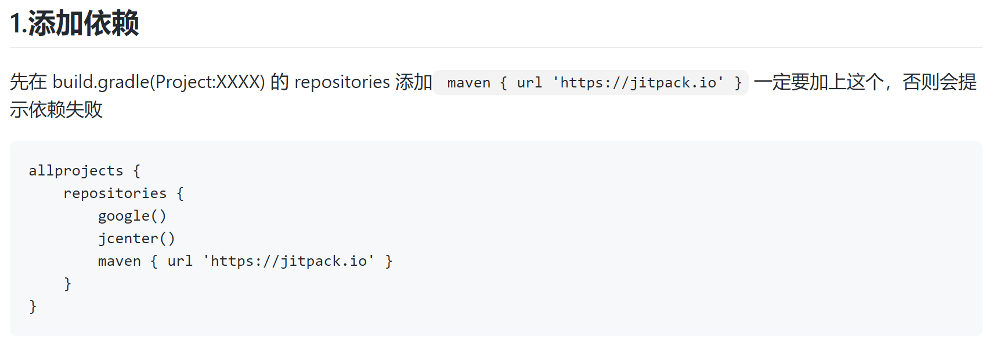 1.添加依赖
先在 build.gradle(Project:XXXX) 的 repositories 添加 maven { url 'https://jitpack.io' } 一定要加上这个，否则会提
示依赖失败
allprojects {
    repositories {
        google()
        jcenter()
        maven { url 'https://jitpack.io' }
    }
}